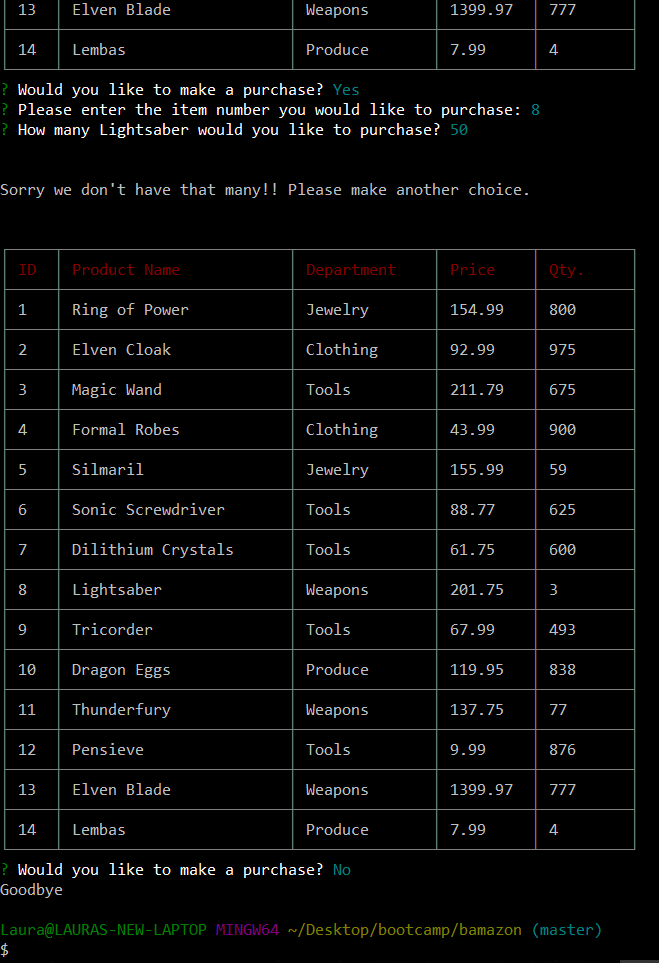 13 Elven Blade Weapons 1399.97 777
14 Lembas Produce 7.99 4
? Would you like to make a purchase? Yes
? Please enter the item number you would like to purchase: 8
? How many Lightsaber would you like to purchase? 50
Sorry we don't have that many!! Please make another choice.
ID Product Name Department Price Qty.
1 Ring of Power Jewelry 154.99 800
2 Elven Cloak Clothing 92.99 975
3 Magic Wand Tools 211.79 675
4 Formal Robes Clothing 43.99 900
5 Silmaril Jewelry 155.99 59
6 Sonic Screwdriver Tools 88.77 625
7 Dilithium Crystals Tools 61.75 600
8 Lightsaber Weapons 201.75 3
9 Tricorder Tools 67.99 493
10 Dragon Eggs Produce 119.95 838
11 Thunderfury Weapons 137.75 77
12 Pensieve Tools 9.99 876
13 Elven Blade Weapons 1399.97 777
14 Lembas Produce 7.99 4
? Would you like to make a purchase? No
Goodbye
Laura@LAURAS-NEW-LAPTOP MINGW64 ~/Desktop/bootcamp/bamazon (master)
$